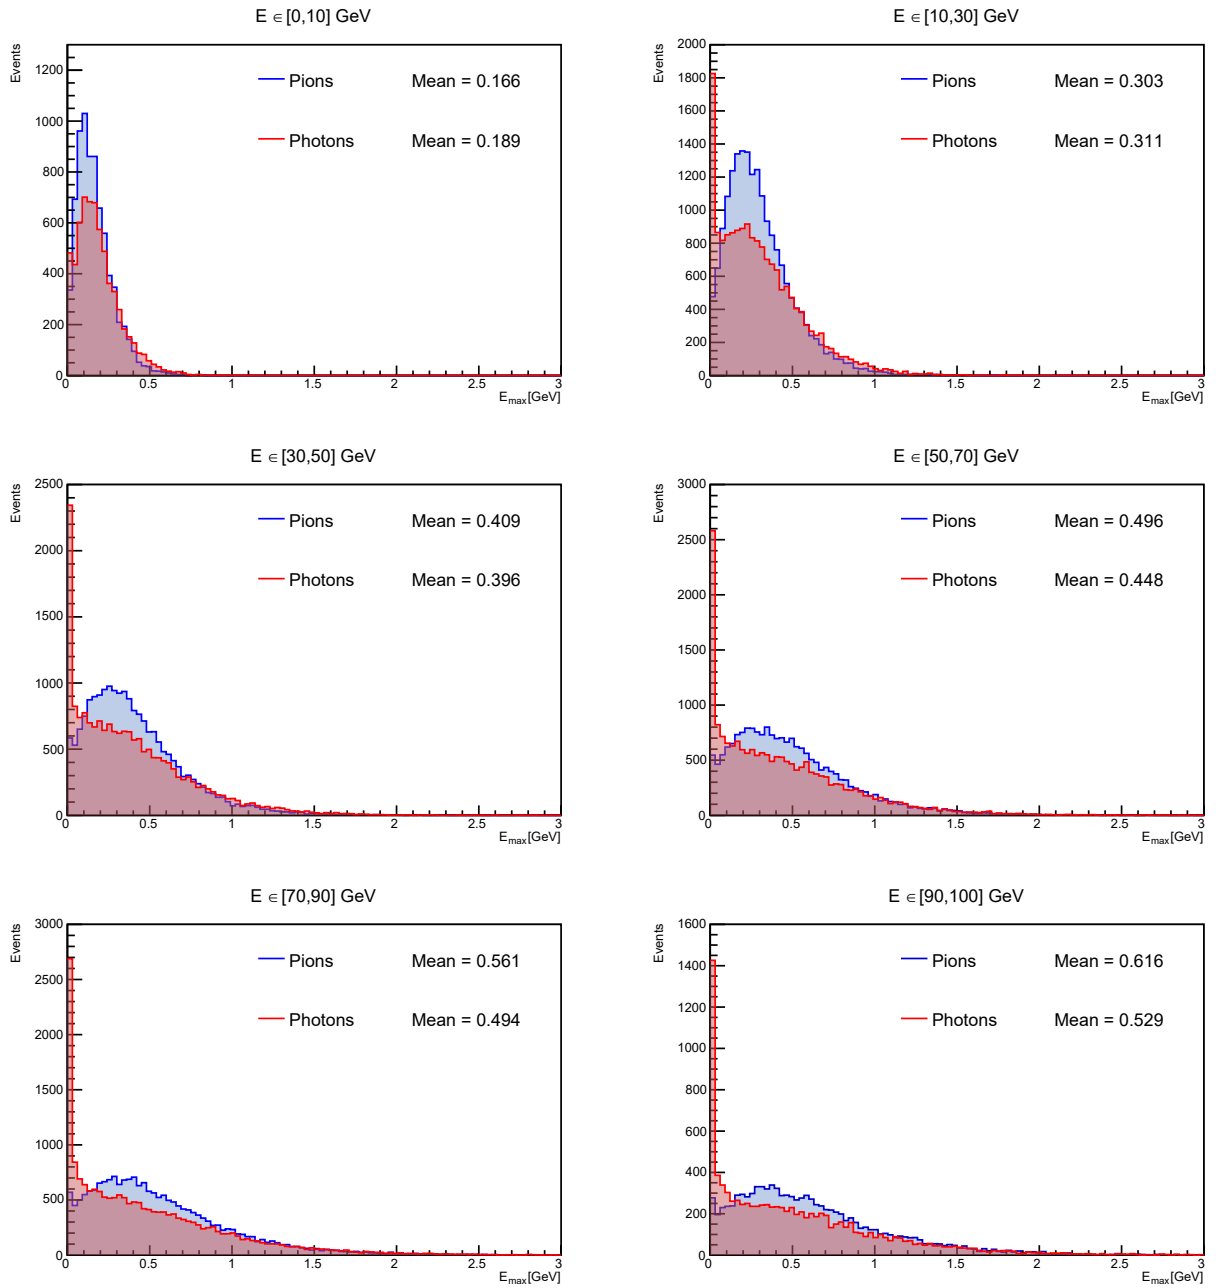 E ∈ [0,10] GeV
Events
1200
1000
800
600
400
200
0
Pions Mean = 0.166
Photons Mean = 0.189
0 0.5 1 1.5 2 2.5 3
E_max[GeV]
E ∈ [10,30] GeV
Events
2000
1800
1600
1400
1200
1000
800
600
400
200
0
Pions Mean = 0.303
Photons Mean = 0.311
0 0.5 1 1.5 2 2.5 3
E_max[GeV]
E ∈ [30,50] GeV
Events
2500
2000
1500
1000
500
0
Pions Mean = 0.409
Photons Mean = 0.396
0 0.5 1 1.5 2 2.5 3
E_max[GeV]
E ∈ [50,70] GeV
Events
3000
2500
2000
1500
1000
500
0
Pions Mean = 0.496
Photons Mean = 0.448
0 0.5 1 1.5 2 2.5 3
E_max[GeV]
E ∈ [70,90] GeV
Events
3000
2500
2000
1500
1000
500
0
Pions Mean = 0.561
Photons Mean = 0.494
0 0.5 1 1.5 2 2.5 3
E_max[GeV]
E ∈ [90,100] GeV
Events
1600
1400
1200
1000
800
600
400
200
0
Pions Mean = 0.616
Photons Mean = 0.529
0 0.5 1 1.5 2 2.5 3
E_max[GeV]